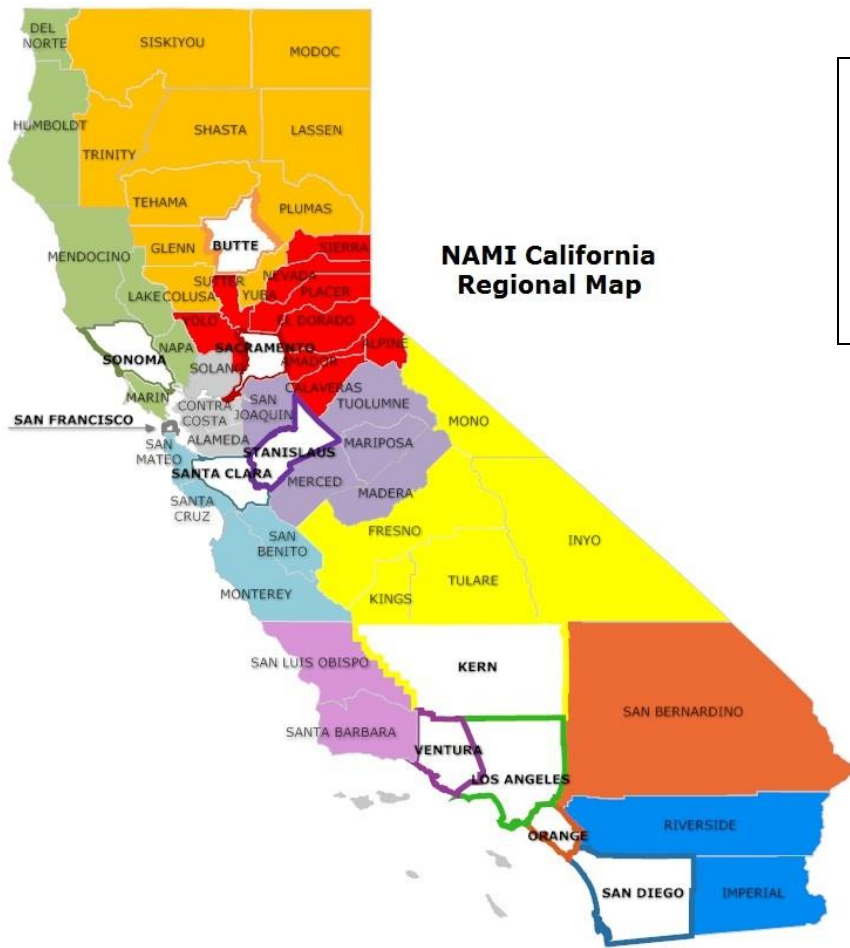 DEL
NORTE
SISKIYOU
MODOC
HUMBOLDT
TRINITY
SHASTA
LASSEN
TEHAMA
PLUMAS
MENDOCINO
GLENN
BUTTE
SIERRA
NAMI California
Regional Map
LAKE
COLUSA
SUTTER
YUBA
NEVADA
PLACER
YOLO
EL DORADO
SONOMA
NAPA
SACRAMENTO
ALPINE
SOLANO
AMADOR
MARIN
CALAVERAS
CONTRA
COSTA
SAN
JOAQUIN
TUOLUMNE
MONO
SAN FRANCISCO
ALAMEDA
SAN
MATEO
STANISLAUS
MARIPOSA
SANTA CLARA
MERCED
MADERA
SANTA
CRUZ
FRESNO
SAN
BENITO
INYO
MONTEREY
KINGS
TULARE
SAN LUIS OBISPO
KERN
SAN BERNARDINO
SANTA BARBARA
VENTURA
LOS ANGELES
ORANGE
RIVERSIDE
SAN DIEGO
IMPERIAL